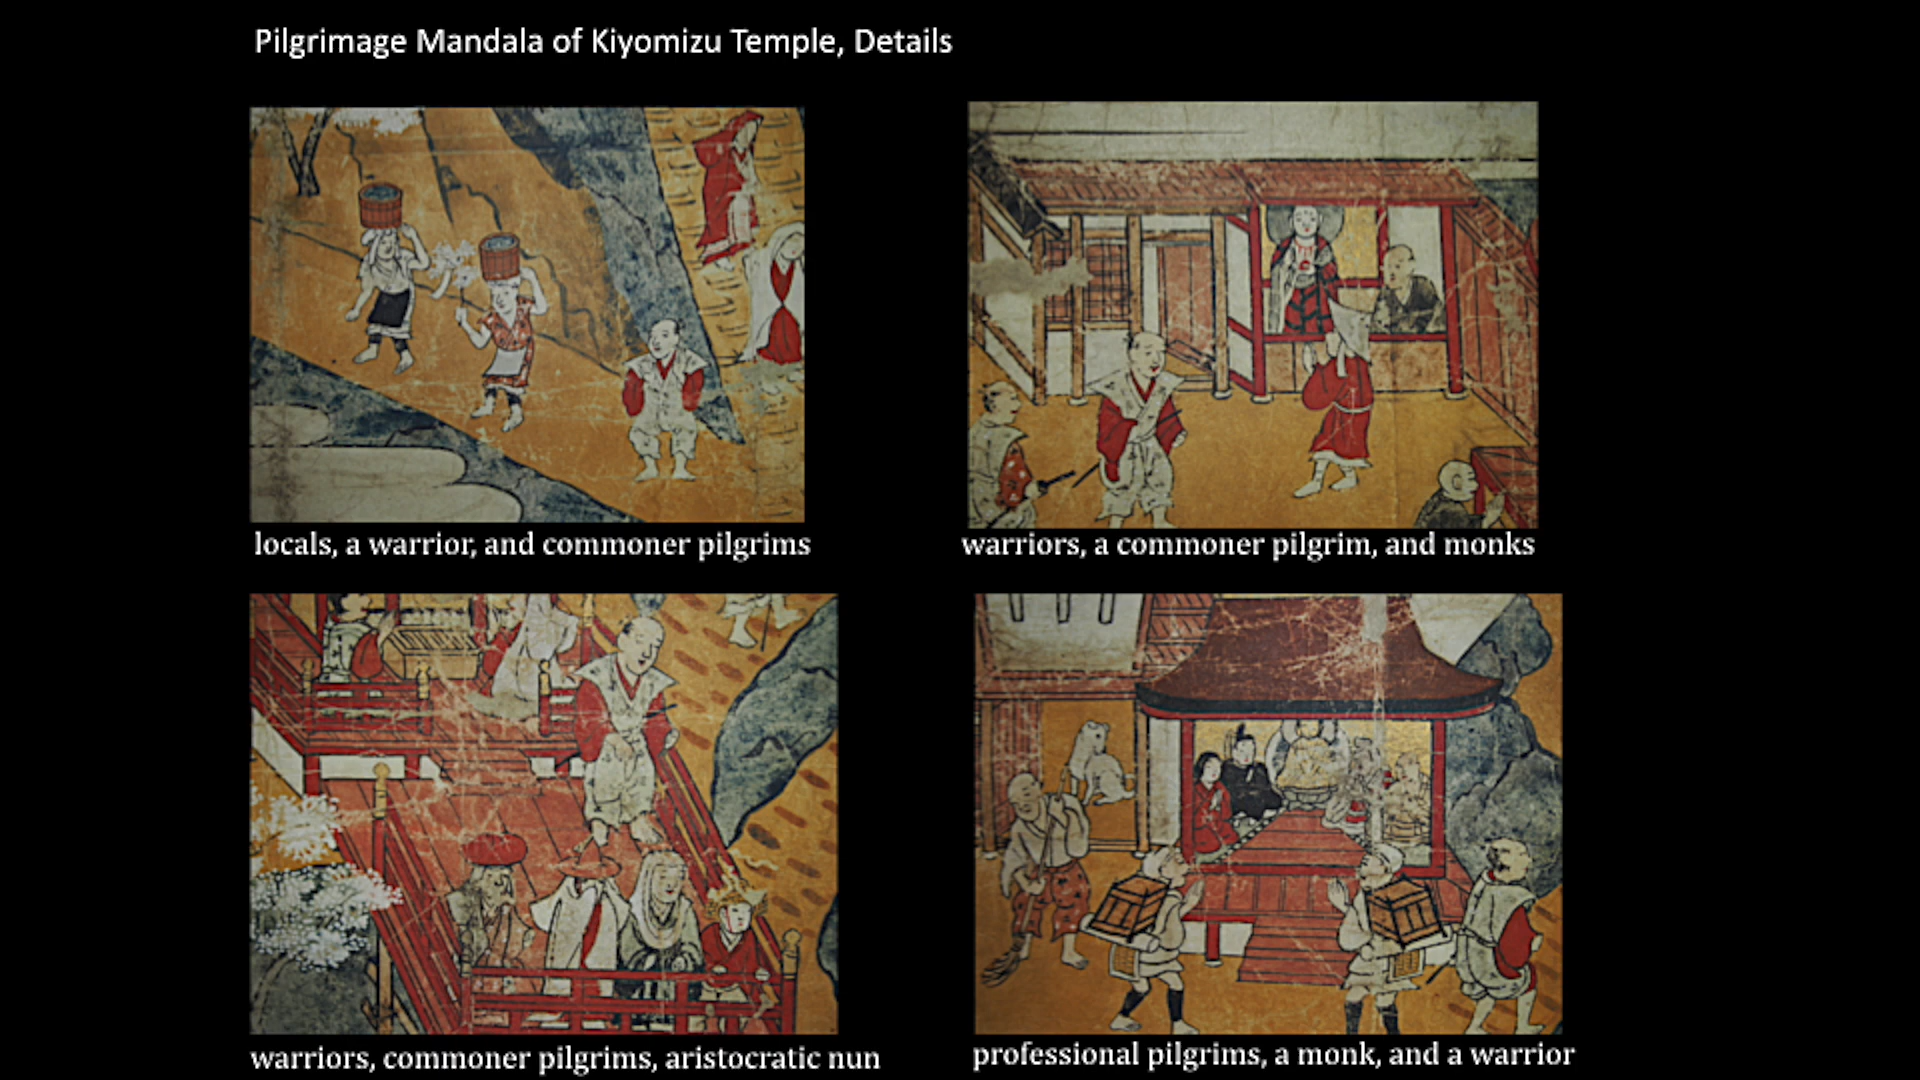 Pilgrimage Mandala of Kiyomizu Temple, Details
locals, a warrior, and commoner pilgrims
warriors, a commoner pilgrim, and monks
warriors, commoner pilgrims, aristocratic nun
professional pilgrims, a monk, and a warrior